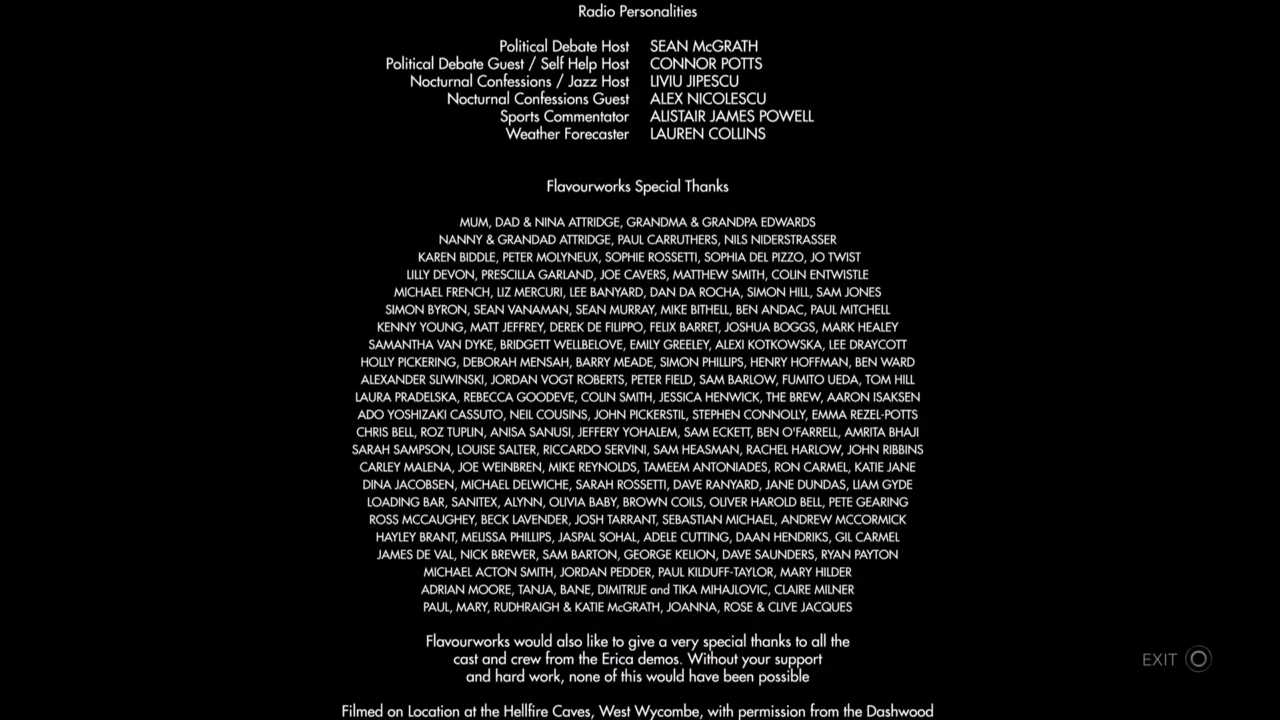 Radio Personalities
Political Debate Host SEAN McGRATH
Political Debate Guest / Self Help Host CONNOR POTTS
Nocturnal Confessions / Jazz Host LIVIU JIPESCU
Nocturnal Confessions Guest ALEX NICOLESCU
Sports Commentator ALISTAIR JAMES POWELL
Weather Forecaster LAUREN COLLINS
Flavourworks Special Thanks
MUM, DAD & NINA ATTRIDGE, GRANDMA & GRANDPA EDWARDS
NANNY & GRANDAD ATTRIDGE, PAUL CARRUTHERS, NILS NIDERSTRASSER
KAREN BIDDLE, PETER MOLYNEUX, SOPHIE ROSSETTI, SOPHIA DEL PIZZO, JO TWIST
LILLY DEVON, PRESCILLA GARLAND, JOE CAVERS, MATTHEW SMITH, COLIN ENTWISTLE
MICHAEL FRENCH, LIZ MERCURI, LEE BANYARD, DAN DA ROCHA, SIMON HILL, SAM JONES
SIMON BYRON, SEAN VANAMAN, SEAN MURRAY, MIKE BITHELL, BEN ANDAC, PAUL MITCHELL
KENNY YOUNG, MATT JEFFREY, DEREK DE FILIPPO, FELIX BARRET, JOSHUA BOGGS, MARK HEALEY
SAMANTHA VAN DYKE, BRIDGETT WELLBELOVE, EMILY GREELEY, ALEXI KOTKOWSKA, LEE DRAYCOTT
HOLLY PICKERING, DEBORAH MENSAH, BARRY MEADE, SIMON PHILLIPS, HENRY HOFFMAN, BEN WARD
ALEXANDER SLIWINSKI, JORDAN VOGT ROBERTS, PETER FIELD, SAM BARLOW, FUMITO UEDA, TOM HILL
LAURA PRADELSKA, REBECCA GOODEVE, COLIN SMITH, JESSICA HENWICK, THE BREW, AARON ISAKSEN
ADO YOSHIZAKI CASSUTO, NEIL COUSINS, JOHN PICKERSTIL, STEPHEN CONNOLLY, EMMA REZEL-POTTS
CHRIS BELL, ROZ TUPLIN, ANISA SANUSI, JEFFERY YOHALEM, SAM ECKETT, BEN O'FARRELL, AMRITA BHAJI
SARAH SAMPSON, LOUISE SALTER, RICCARDO SERVINI, SAM HEASMAN, RACHEL HARLOW, JOHN RIBBINS
CARLEY MALENA, JOE WEINBREN, MIKE REYNOLDS, TAMEEM ANTONIADES, RON CARMEL, KATIE JANE
DINA JACOBSEN, MICHAEL DELWICHE, SARAH ROSSETTI, DAVE RANYARD, JANE DUNDAS, LIAM GYDE
LOADING BAR, SANITEX, ALYNN, OLIVIA BABY, BROWN COILS, OLIVER HAROLD BELL, PETE GEARING
ROSS MCCAUGHEY, BECK LAVENDER, JOSH TARRANT, SEBASTIAN MICHAEL, ANDREW MCCORMICK
HAYLEY BRANT, MELISSA PHILLIPS, JASPAL SOHAL, ADELE CUTTING, DAAN HENDRIKS, GIL CARMEL
JAMES DE VAL, NICK BREWER, SAM BARTON, GEORGE KELION, DAVE SAUNDERS, RYAN PAYTON
MICHAEL ACTON SMITH, JORDAN PEDDER, PAUL KILDUFF-TAYLOR, MARY HILDER
ADRIAN MOORE, TANJA, BANE, DIMITRIJE and TIKA MIHAJLOVIC, CLAIRE MILNER
PAUL, MARY, RUDHRAIGH & KATIE McGRATH, JOANNA, ROSE & CLIVE JACQUES
Flavourworks would also like to give a very special thanks to all the
cast and crew from the Erica demos. Without your support
and hard work, none of this would have been possible
EXIT
Filmed on Location at the Hellfire Caves, West Wycombe, with permission from the Dashwood